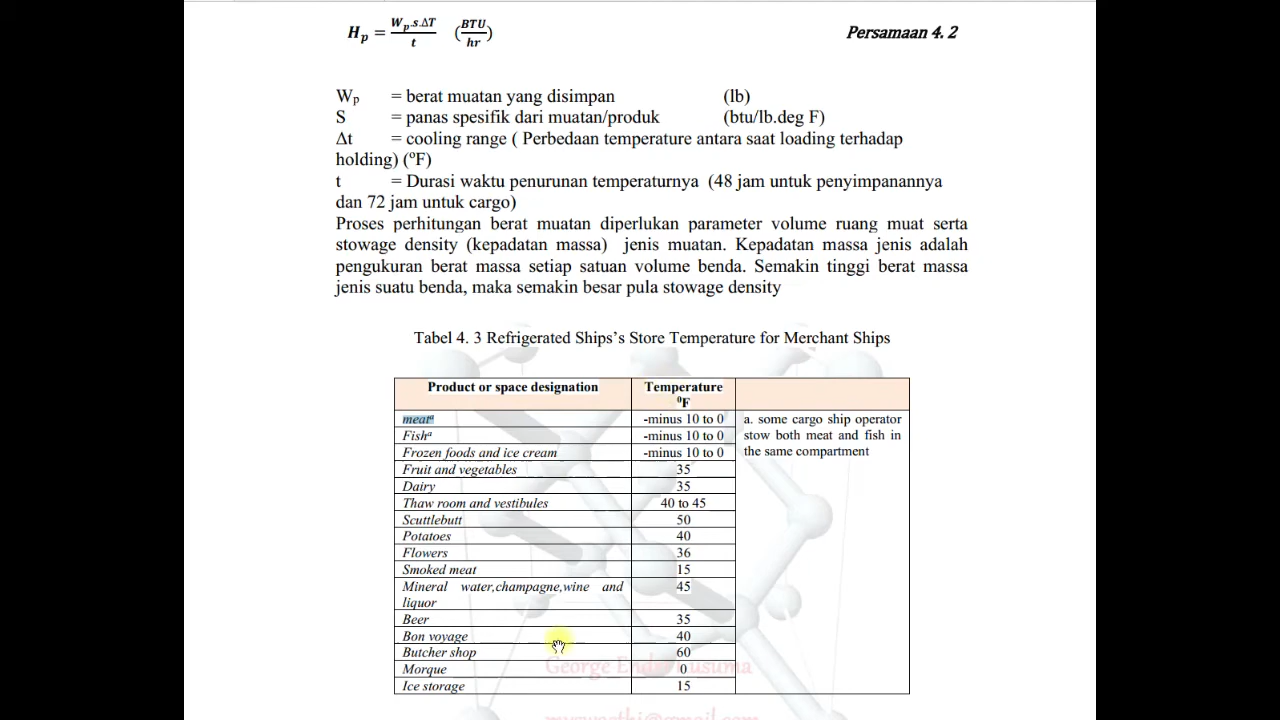 H_p = W_p.s.ΔT / t (BTU/hr) Persamaan 4. 2
Wp = berat muatan yang disimpan (lb)
S = panas spesifik dari muatan/produk (btu/lb.deg F)
Δt = cooling range ( Perbedaan temperature antara saat loading terhadap
holding) (ºF)
t = Durasi waktu penurunan temperaturnya (48 jam untuk penyimpanannya
dan 72 jam untuk cargo)
Proses perhitungan berat muatan diperlukan parameter volume ruang muat serta
stowage density (kepadatan massa) jenis muatan. Kepadatan massa jenis adalah
pengukuran berat massa setiap satuan volume benda. Semakin tinggi berat massa
jenis suatu benda, maka semakin besar pula stowage density
Tabel 4. 3 Refrigerated Ships's Store Temperature for Merchant Ships
Product or space designation Temperature
⁰F
meatᵃ -minus 10 to 0 a. some cargo ship operator
Fishᵃ -minus 10 to 0 stow both meat and fish in
Frozen foods and ice cream -minus 10 to 0 the same compartment
Fruit and vegetables 35
Dairy 35
Thaw room and vestibules 40 to 45
Scuttlebutt 50
Potatoes 40
Flowers 36
Smoked meat 15
Mineral water,champagne,wine and 45
liquor
Beer 35
Bon voyage 40
Butcher shop 60
Morque 0
Ice storage 15